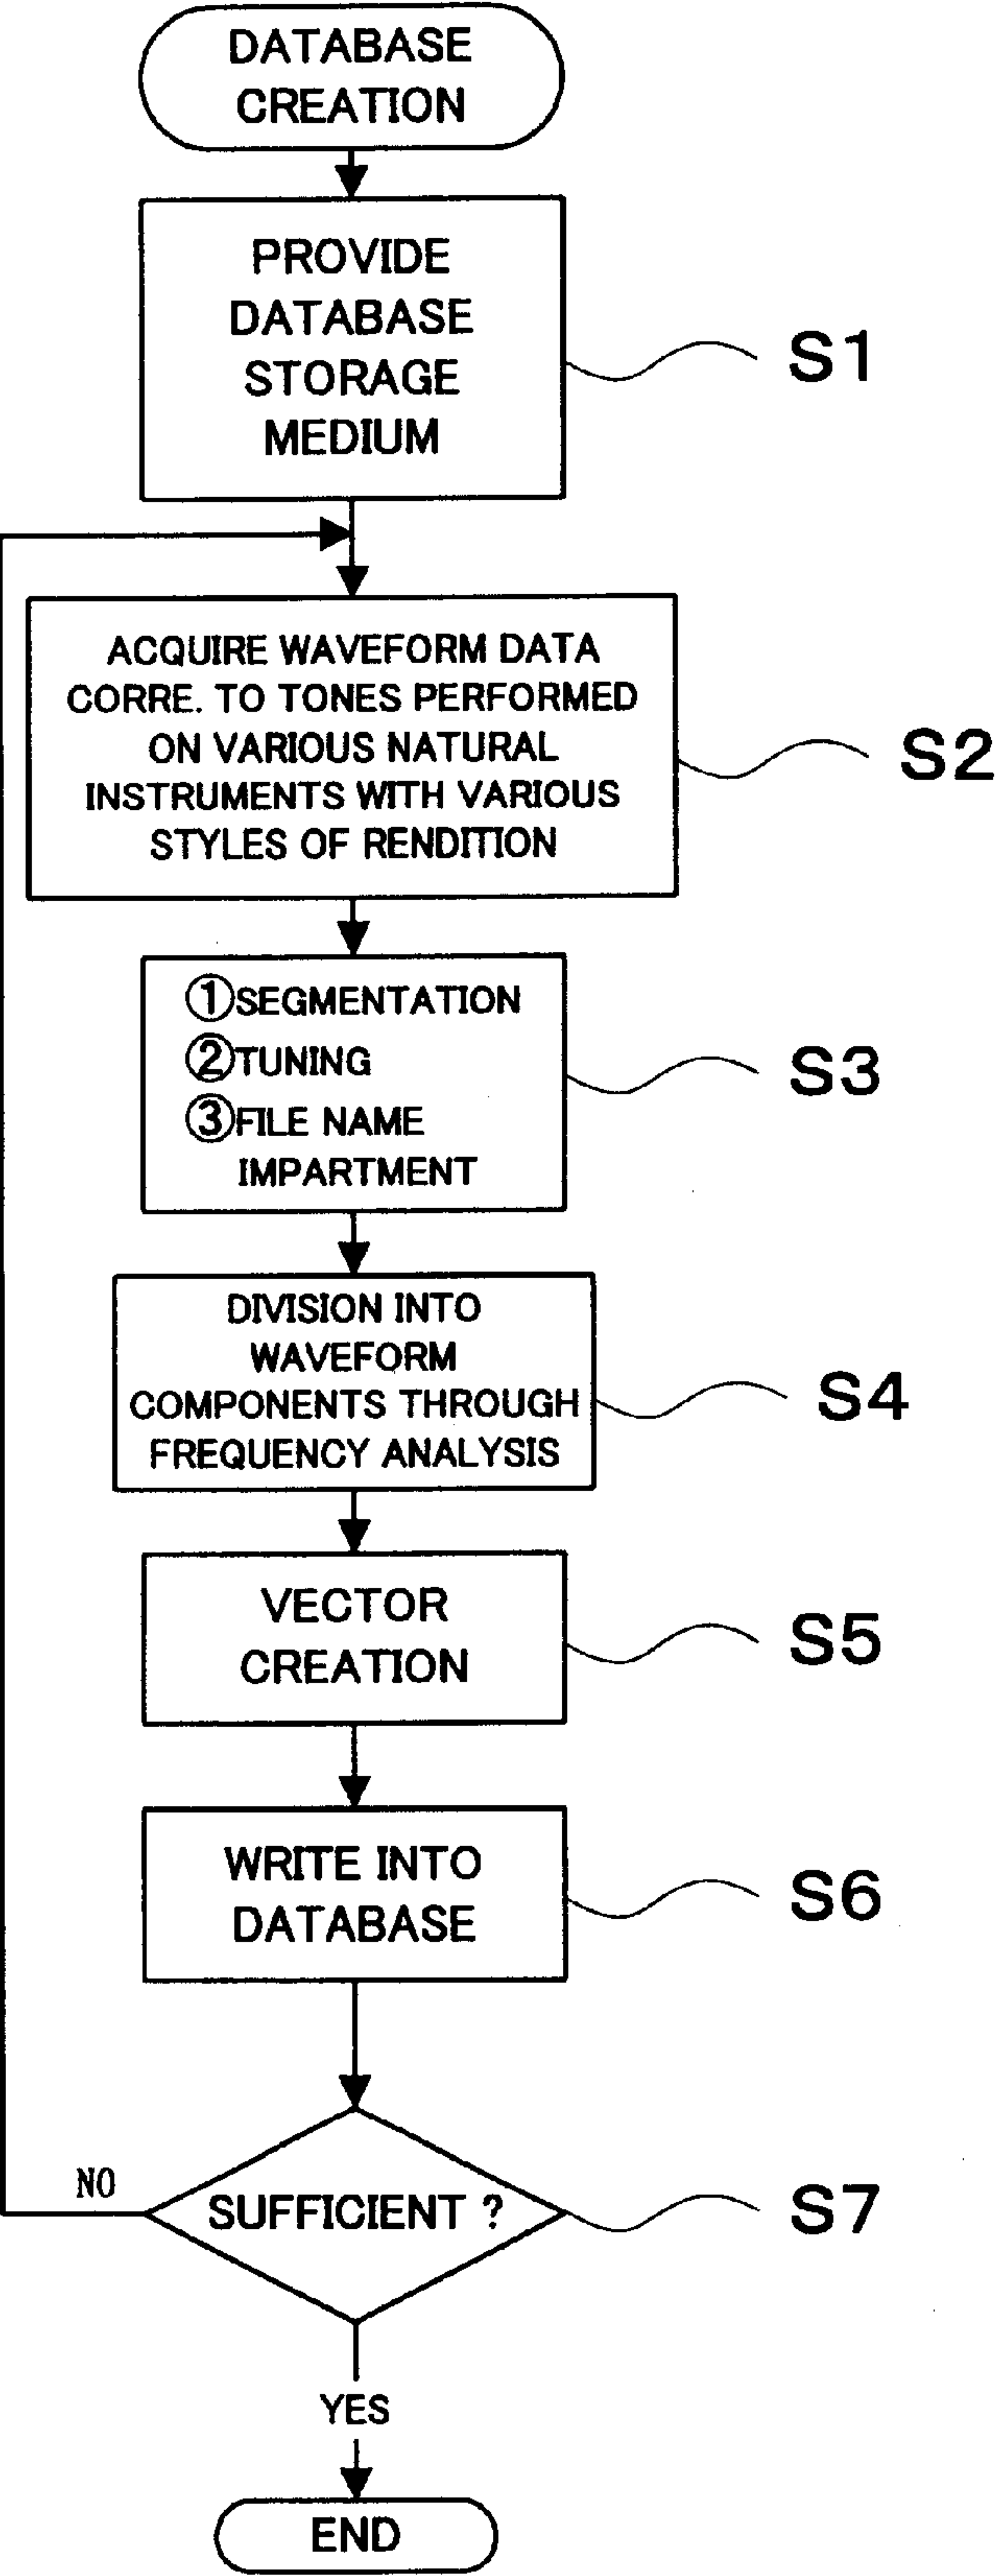 DATABASE
CREATION
PROVIDE
DATABASE
STORAGE
MEDIUM
S1
ACQUIRE WAVEFORM DATA
CORRE. TO TONES PERFORMED
ON VARIOUS NATURAL
INSTRUMENTS WITH VARIOUS
STYLES OF RENDITION
S2
①SEGMENTATION
②TUNING
③FILE NAME
IMPARTMENT
S3
DIVISION INTO
WAVEFORM
COMPONENTS THROUGH
FREQUENCY ANALYSIS
S4
VECTOR
CREATION
S5
WRITE INTO
DATABASE
S6
NO
SUFFICIENT ?
S7
YES
END